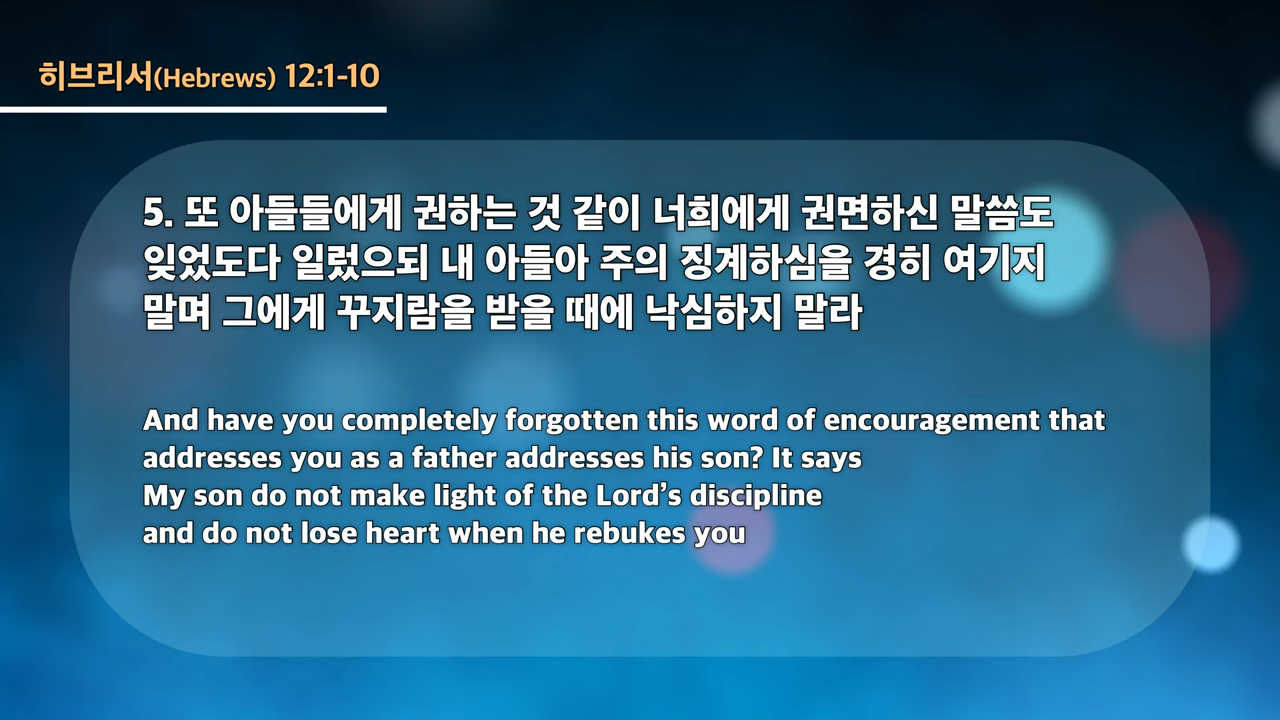 히브리서(Hebrews) 12:1-10
5. 또 아들들에게 권하는 것 같이 너희에게 권면하신 말씀도
잊었도다 일렀으되 내 아들아 주의 징계하심을 경히 여기지
말며 그에게 꾸지람을 받을 때에 낙심하지 말라
And have you completely forgotten this word of encouragement that
addresses you as a father addresses his son? It says
My son do not make light of the Lord's discipline
and do not lose heart when he rebukes you